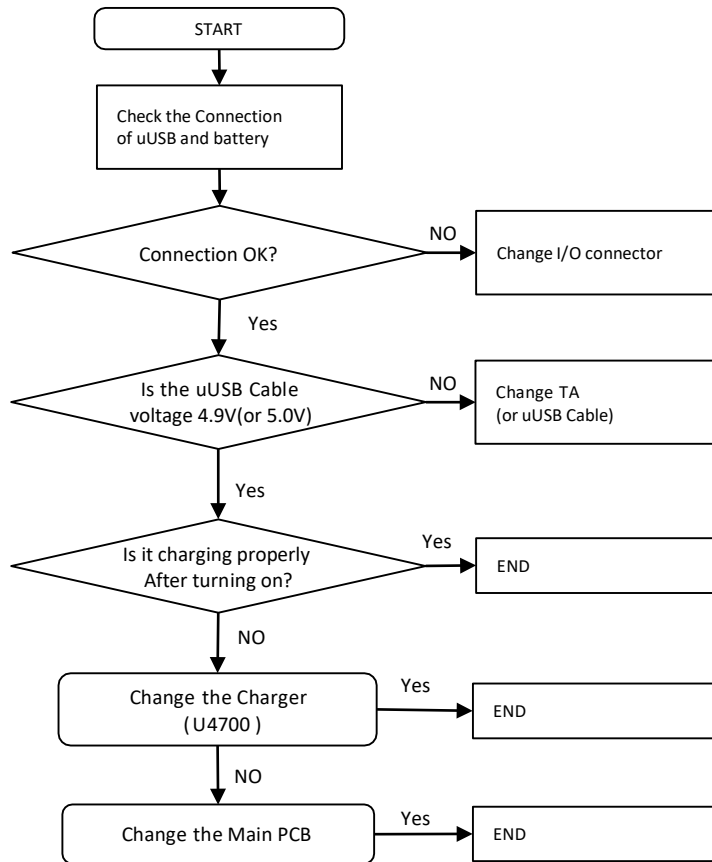 START
Check the Connection
of uUSB and battery
Connection OK?
NO
Change I/O connector
Yes
Is the uUSB Cable
voltage 4.9V(or 5.0V)
NO
Change TA
(or uUSB Cable)
Yes
Is it charging properly
After turning on?
Yes
END
NO
Change the Charger
( U4700 )
Yes
END
NO
Change the Main PCB
Yes
END